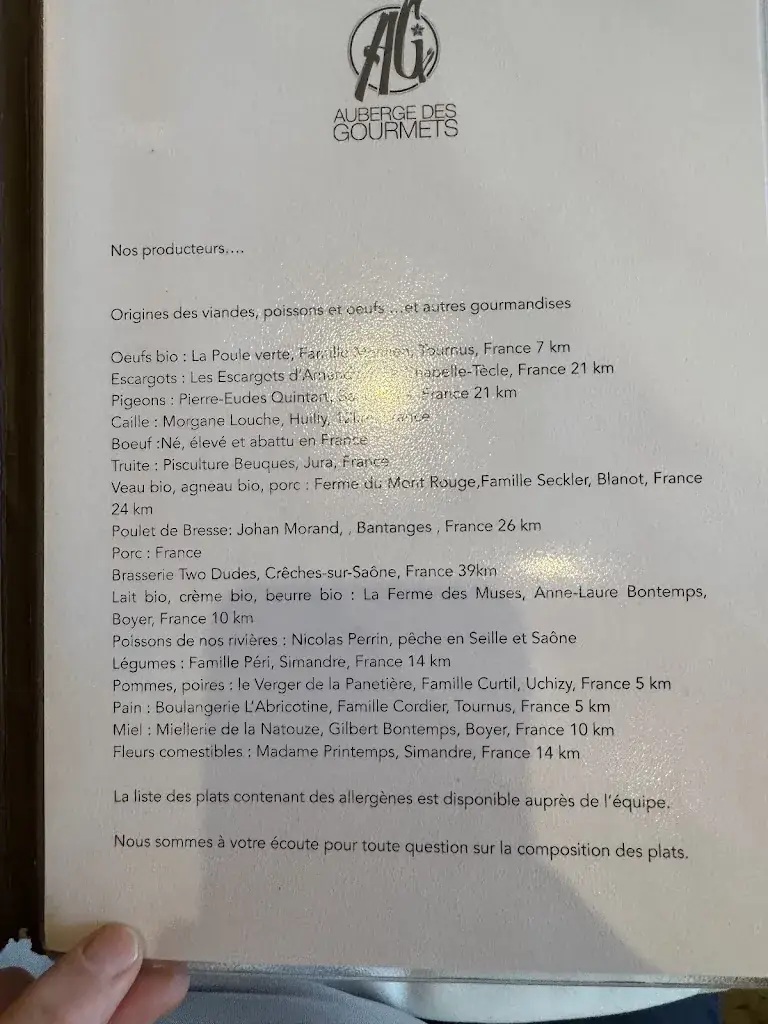 AG
AUBERGE DES
GOURMETS
Nos producteurs....
Origines des viandes, poissons et oeufs ...et autres gourmandises
Oeufs bio : La Poule verte, Famille Tournus, France 7 km
Escargots : Les Escargots 21 km
Pigeons : Pierre-Eudes Quintart, France 21 km
Caille : Morgane Louche, Huilly, France
Boeuf :Né, élevé et abattu en France
Truite : Pisculture Beuques, Jura, France
Veau bio, agneau bio, porc : Ferme du Mont Rouge,Famille Seckler, Blanot, France
24 km
Poulet de Bresse: Johan Morand, , Bantanges , France 26 km
Porc : France
Brasserie Two Dudes, Crêches-sur-Saône, France 39km
Lait bio, crème bio, beurre bio : La Ferme des Muses, Anne-Laure Bontemps,
Boyer, France 10 km
Poissons de nos rivières : Nicolas Perrin, pêche en Seille et Saône
Légumes : Famille Péri, Simandre, France 14 km
Pommes, poires : le Verger de la Panetière, Famille Curtil, Uchizy, France 5 km
Pain : Boulangerie L'Abricotine, Famille Cordier, Tournus, France 5 km
Miel : Miellerie de la Natouze, Gilbert Bontemps, Boyer, France 10 km
Fleurs comestibles : Madame Printemps, Simandre, France 14 km
La liste des plats contenant des allergènes est disponible auprès de l'équipe.
Nous sommes à votre écoute pour toute question sur la composition des plats.